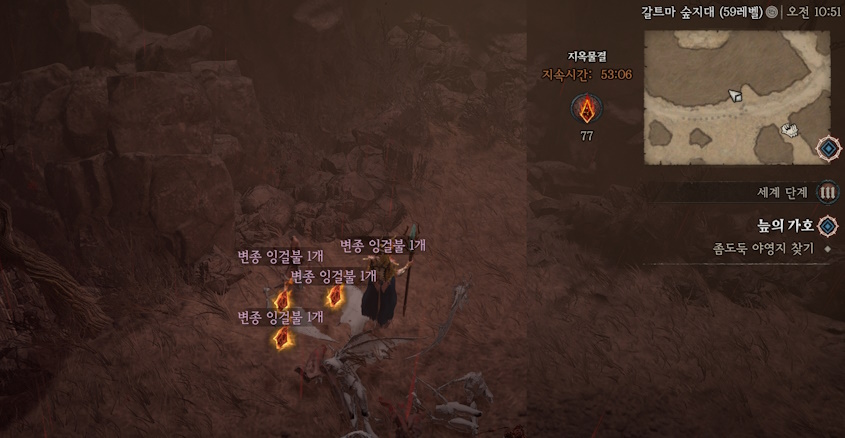 갈트마 숲지대 (59레벨) | 오전 10:51
지옥물결
지속시간: 53:06
77
세계 단계 III
늪의 가호
좀도둑 야영지 찾기
변종 잉걸불 1개
변종 잉걸불 1개
변종 잉걸불 1개
변종 잉걸불 1개